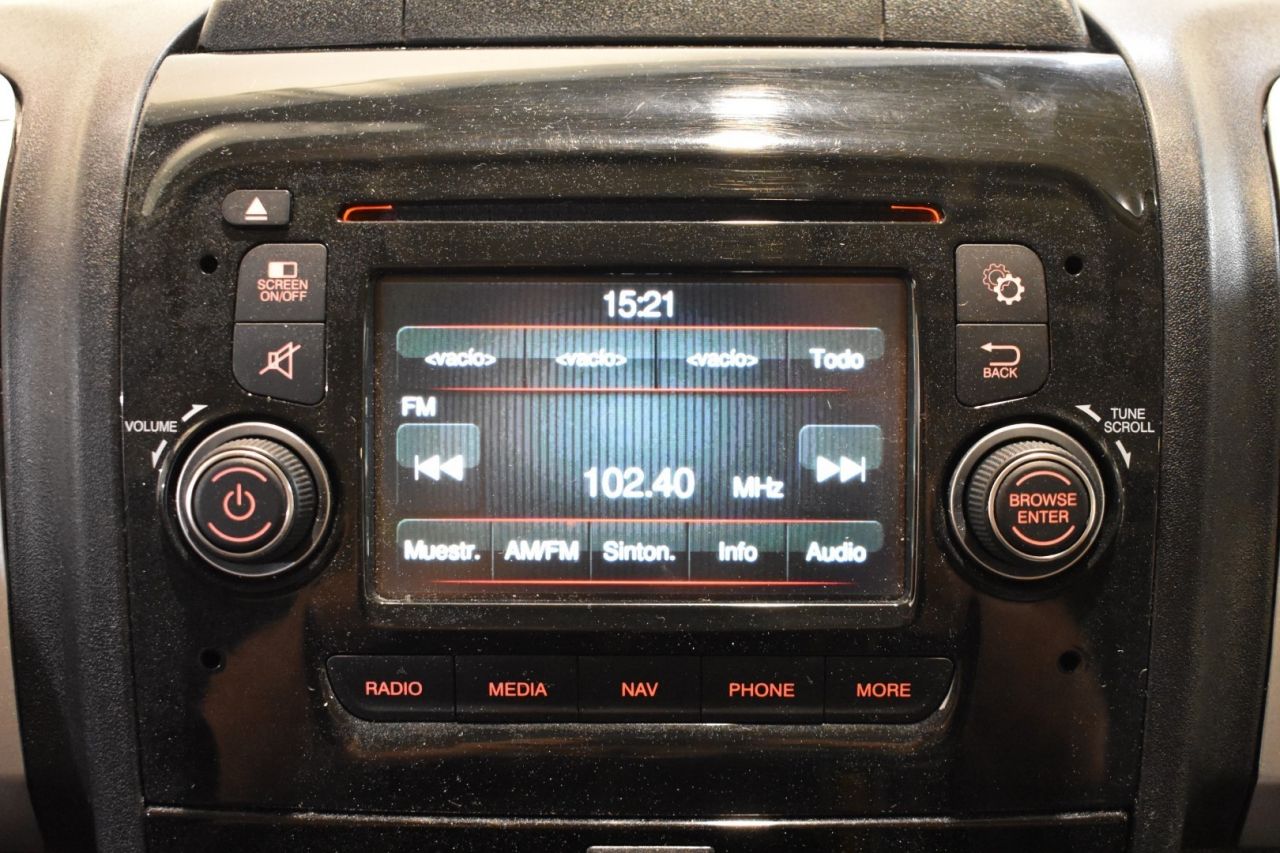 SCREEN
ON/OFF
15:21
<vacío> <vacío> <vacío> Todo
BACK
FM
VOLUME
TUNE
SCROLL
102.40 MHz
BROWSE
ENTER
Muestr. AM/FM Sinton. Info Audio
RADIO MEDIA NAV PHONE MORE